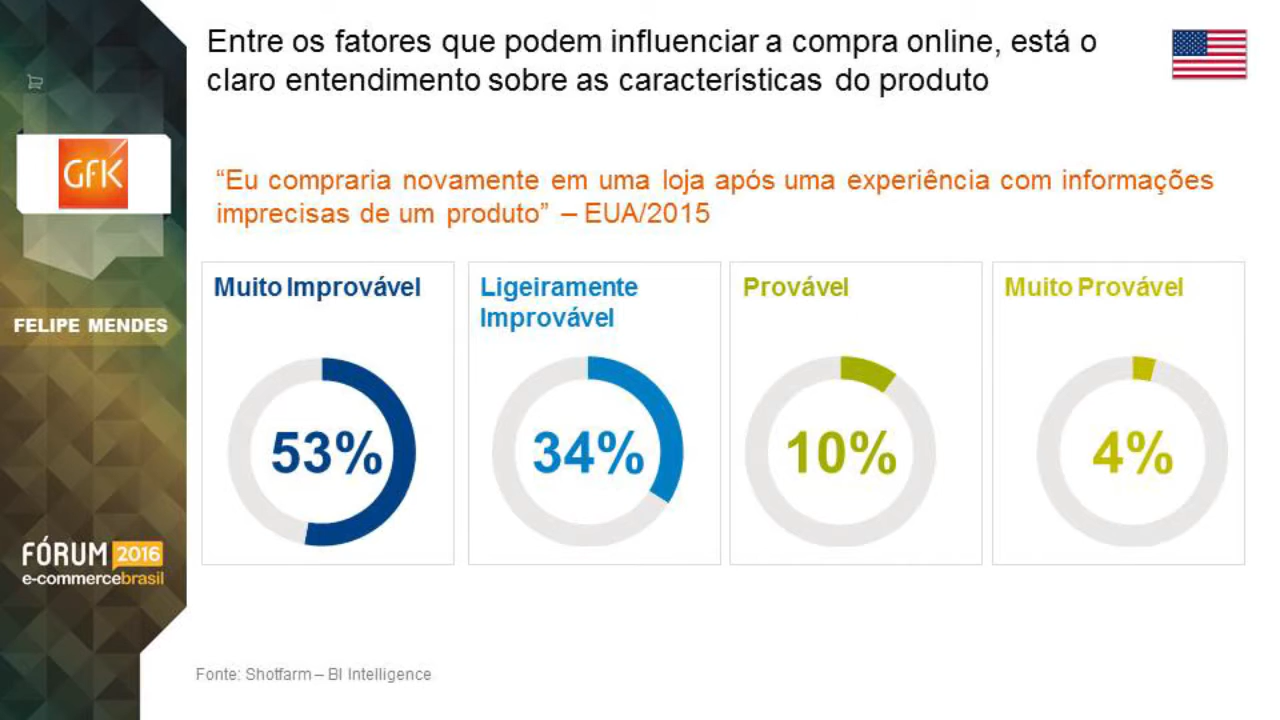 Entre os fatores que podem influenciar a compra online, está o
claro entendimento sobre as características do produto
GfK
“Eu compraria novamente em uma loja após uma experiência com informações
imprecisas de um produto” – EUA/2015
FELIPE MENDES
Muito Improvável
53%
Ligeiramente
Improvável
34%
Provável
10%
Muito Provável
4%
FÓRUM 2016
e-commercebrasil
Fonte: Shotfarm – BI Intelligence